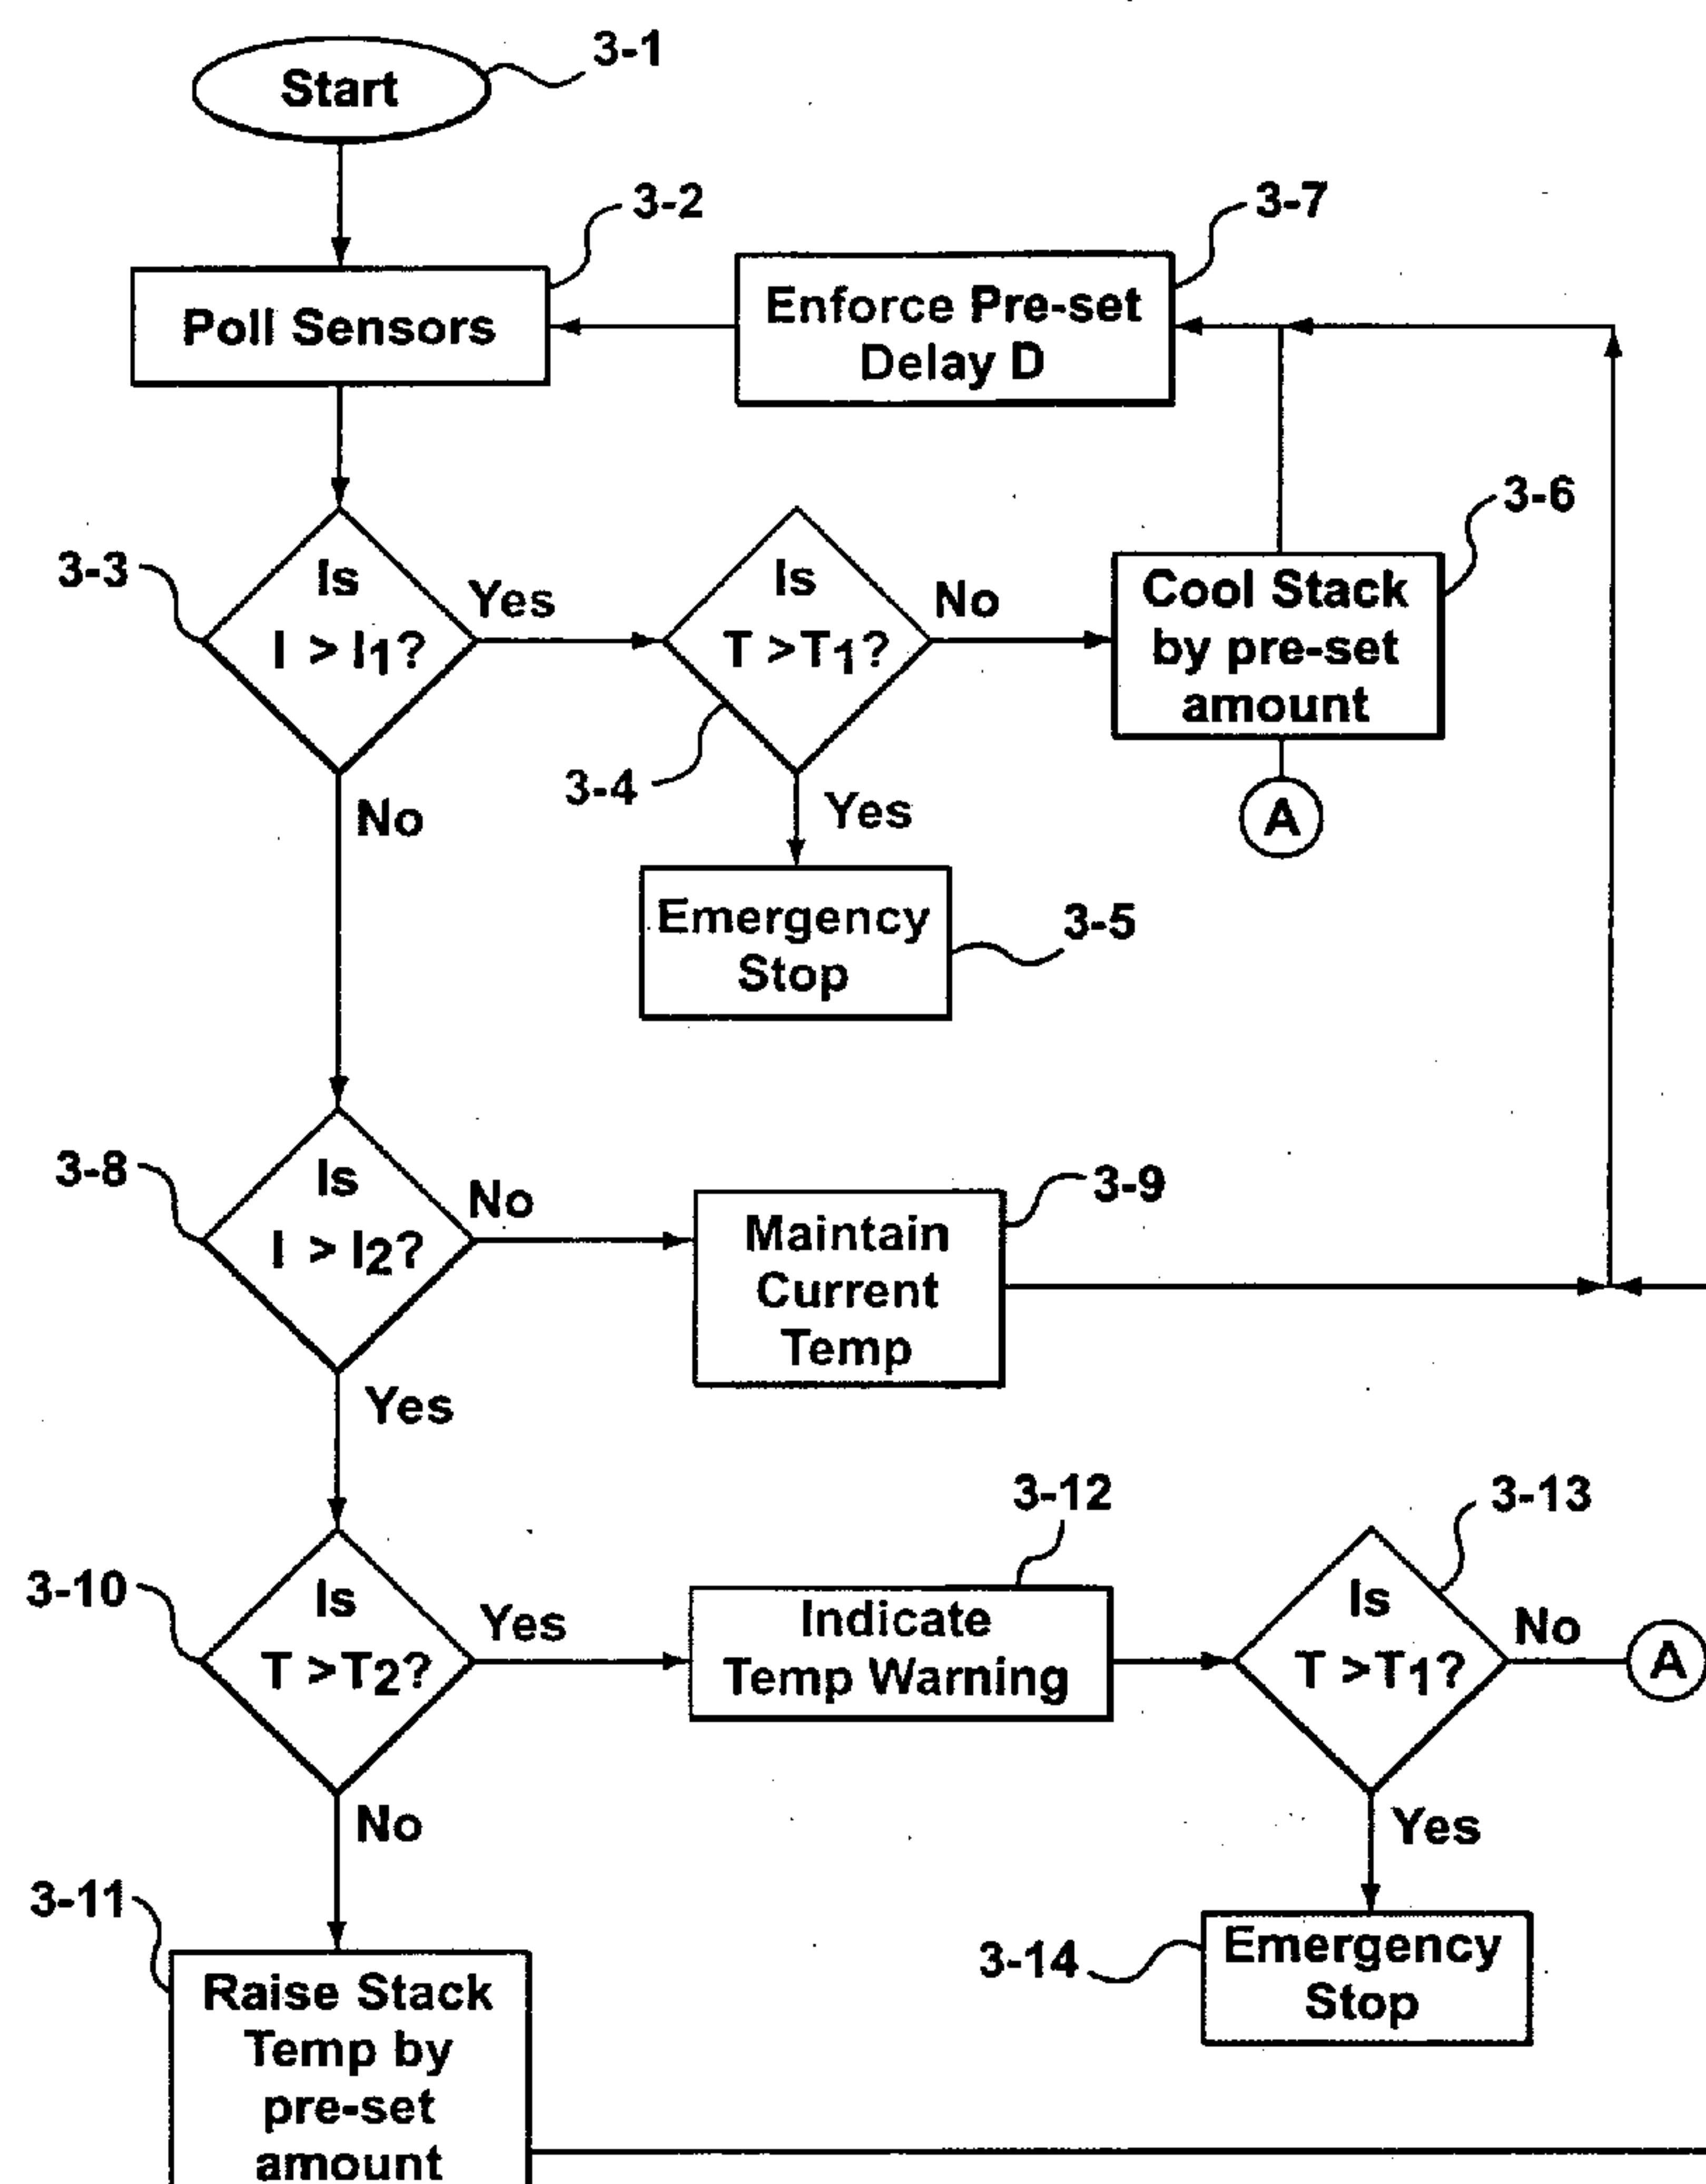 3-1
Start
3-2
3-7
Poll Sensors
Enforce Pre-set
Delay D
3-6
3-3
Is
I > I1?
Yes
Is
T >T1?
No
Cool Stack
by pre-set
amount
3-4
No
Yes
A
Emergency
Stop
3-5
3-8
Is
I > I2?
No
3-9
Maintain
Current
Temp
Yes
3-12
3-13
3-10
Is
T >T2?
Yes
Indicate
Temp Warning
Is
T >T1?
No
A
No
Yes
3-11
Raise Stack
Temp by
pre-set
amount
3-14
Emergency
Stop